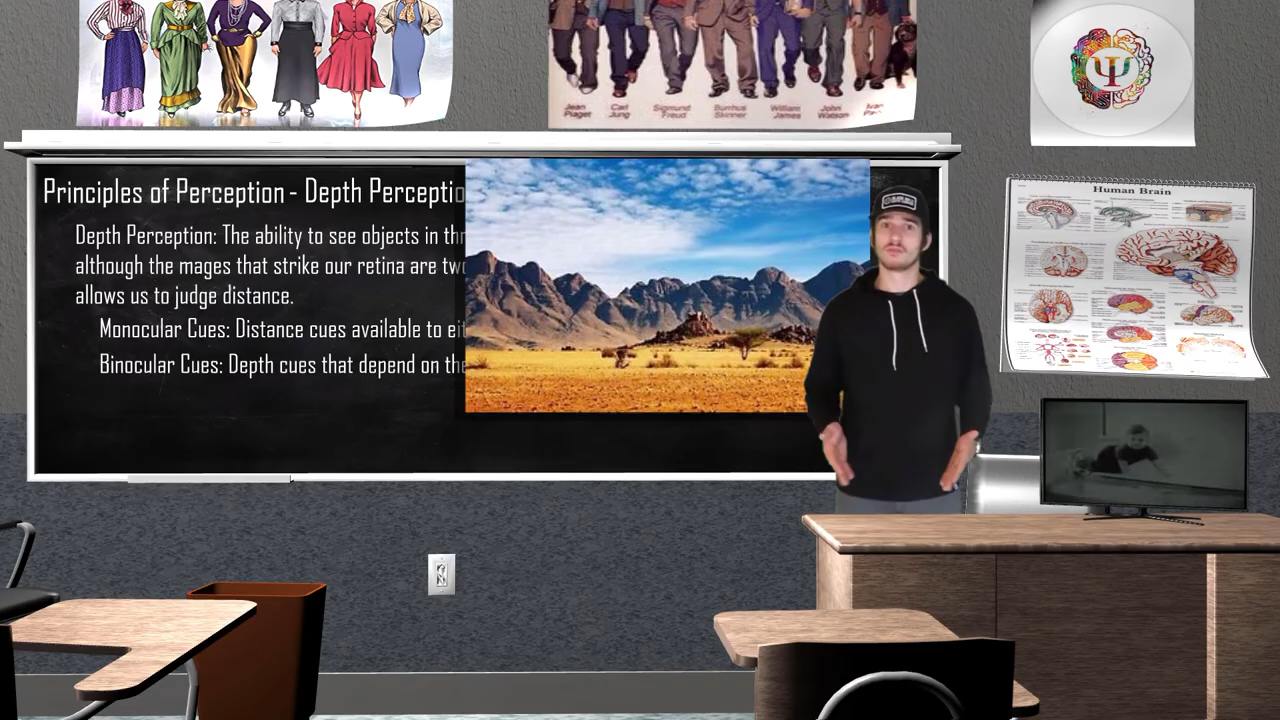 Jean Carl Sigmund Burrhus William John Ivan
Piaget Jung Freud Skinner James Watson
Human Brain
Principles of Perception - Depth Perceptio
Depth Perception: The ability to see objects in thr
although the mages that strike our retina are tw
allows us to judge distance.
Monocular Cues: Distance cues available to
Binocular Cues: Depth cues that depend on the